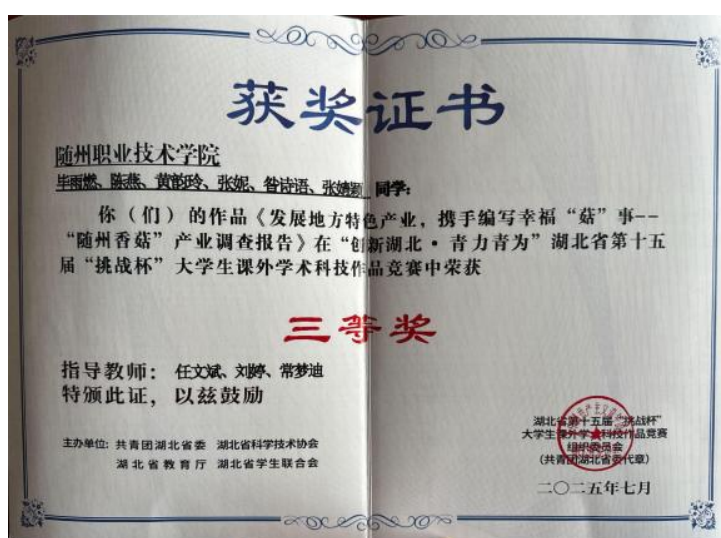 获奖证书
随州职业技术学院
毕雨燃、陈燕、黄韵玲、张妮、昝诗语、张婧颖 同学:
你（们）的作品《发展地方特色产业，携手编写幸福“菇”事--
“随州香菇”产业调查报告》在“创新湖北·青力青为”湖北省第十五
届“挑战杯”大学生课外学术科技作品竞赛中荣获
三等奖
指导教师： 任文斌、刘婷、常梦迪
特颁此证，以兹鼓励
主办单位: 共青团湖北省委 湖北省科学技术协会
湖北省教育厅 湖北省学生联合会
湖北省第十五届“挑战杯”
大学生课外学术科技作品竞赛
组织委员会
(共青团湖北省委代章)
二〇二五年七月